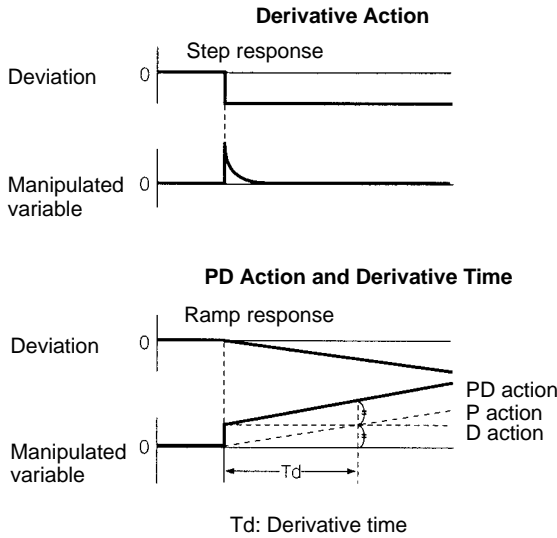 Derivative Action
Step response
Deviation
0
Manipulated
variable
0
PD Action and Derivative Time
Ramp response
Deviation
0
PD action
P action
D action
Manipulated
variable
0
Td
Td: Derivative time